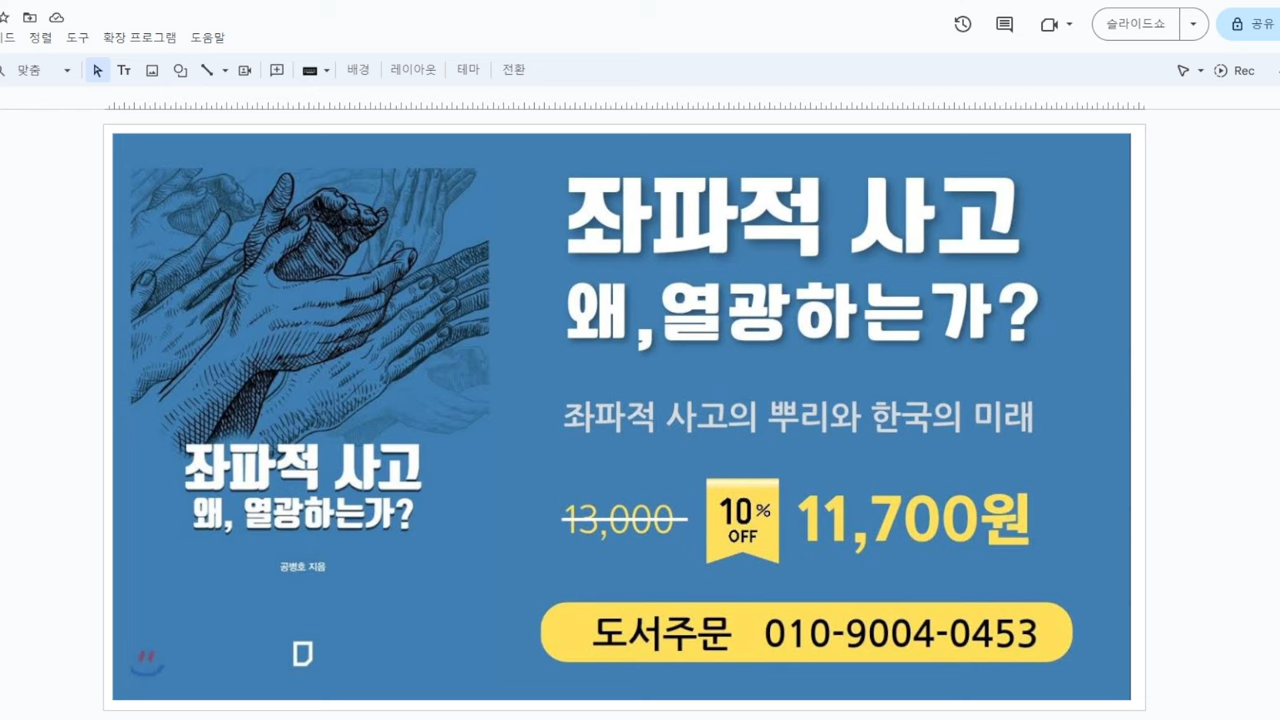 정렬 도구 확장 프로그램 도움말
슬라이드쇼
공유
맞춤
Tт
배경
레이아웃
테마
전환
Rec
좌파적 사고
왜, 열광하는가?
공병호 지음
좌파적 사고
왜,열광하는가?
좌파적 사고의 뿌리와 한국의 미래
13,000
10%
OFF
11,700원
도서주문 010-9004-0453